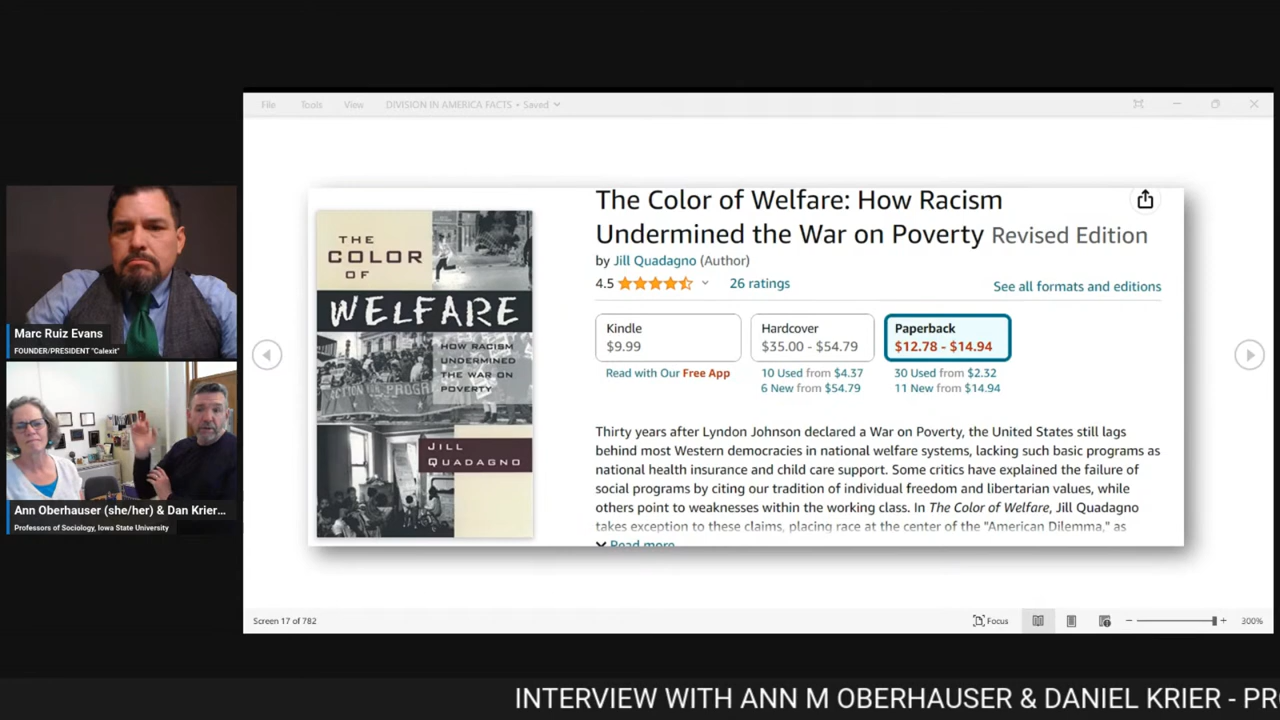 File Tools View DIVISION IN AMERICA FACTS • Saved
Marc Ruiz Evans
FOUNDER/PRESIDENT "Calexit"
Ann Oberhauser (she/her) & Dan Krier...
Professors of Sociology, Iowa State University
THE
COLOR
OF
WELFARE
HOW RACISM
UNDERMINED
THE WAR ON
POVERTY
JILL
QUADAGNO
The Color of Welfare: How Racism
Undermined the War on Poverty Revised Edition
by Jill Quadagno (Author)
4.5 26 ratings
See all formats and editions
Kindle
$9.99
Read with Our Free App
Hardcover
$35.00 - $54.79
10 Used from $4.37
6 New from $54.79
Paperback
$12.78 - $14.94
30 Used from $2.32
11 New from $14.94
Thirty years after Lyndon Johnson declared a War on Poverty, the United States still lags
behind most Western democracies in national welfare systems, lacking such basic programs as
national health insurance and child care support. Some critics have explained the failure of
social programs by citing our tradition of individual freedom and libertarian values, while
others point to weaknesses within the working class. In The Color of Welfare, Jill Quadagno
takes exception to these claims, placing race at the center of the "American Dilemma," as
Read more
Screen 17 of 782
Focus
300%
INTERVIEW WITH ANN M OBERHAUSER & DANIEL KRIER - PR